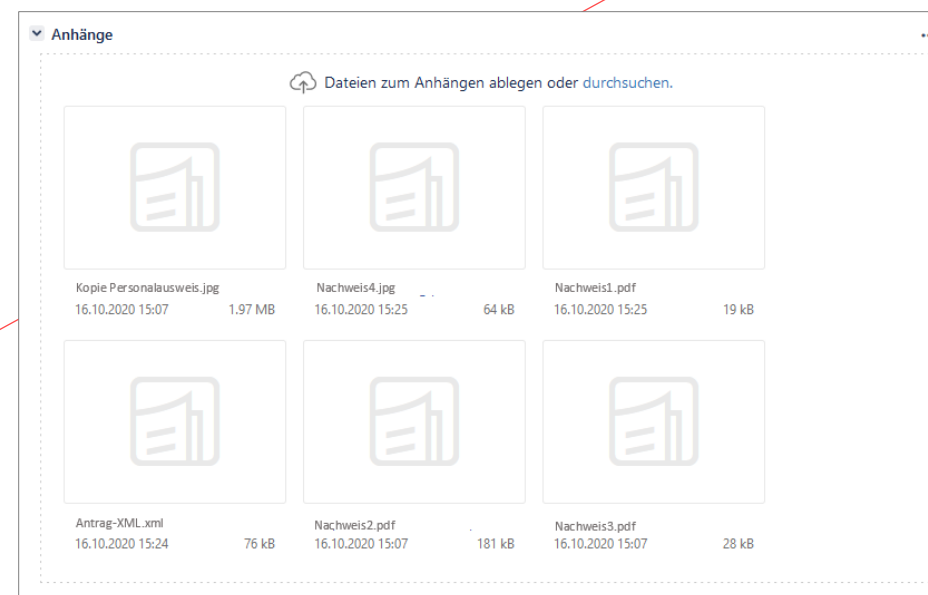 Anhänge
Dateien zum Anhängen ablegen oder durchsuchen.
Kopie Personalausweis.jpg
16.10.2020 15:07 1.97 MB
Nachweis4.jpg
16.10.2020 15:25 64 kB
Nachweis1.pdf
16.10.2020 15:25 19 kB
Antrag-XML.xml
16.10.2020 15:24 76 kB
Nachweis2.pdf
16.10.2020 15:07 181 kB
Nachweis3.pdf
16.10.2020 15:07 28 kB